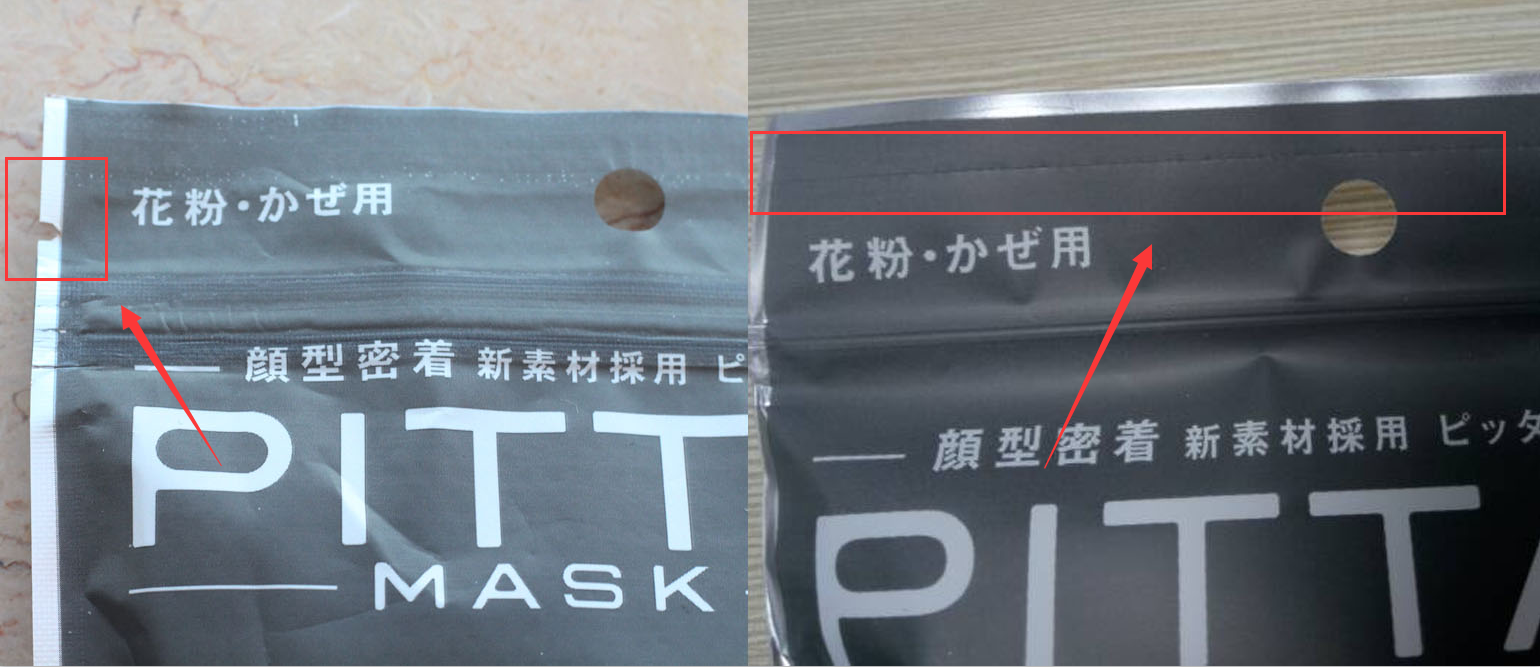 花粉・かぜ用
顔型密着 新素材採用 ピ
PITT
MASK
花粉・かぜ用
顔型密着 新素材採用 ピッタ
PITT